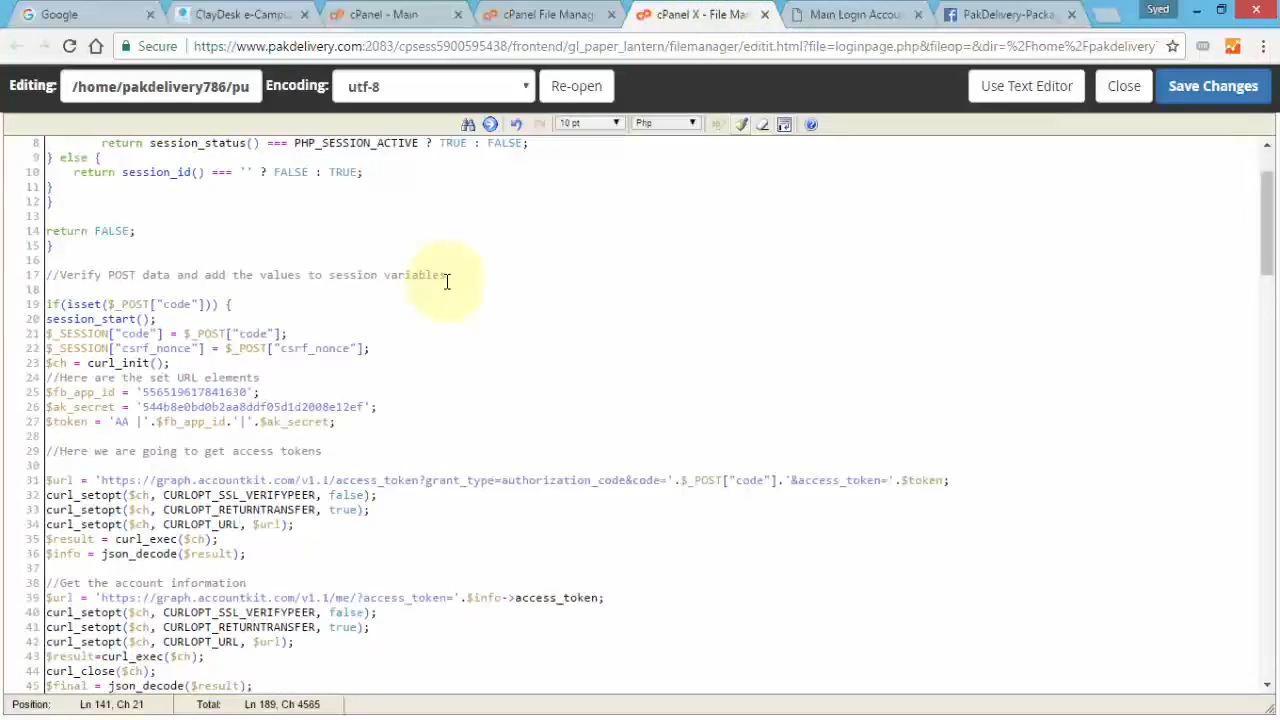 Google
ClayDesk e-Camp
cPanel - Main
cPanel File Manag
cPanel X - File Ma
Main Login Accou
PakDelivery-Packa
Syed
Secure https://www.pakdelivery.com:2083/cpsess5900595438/frontend/gl_paper_lantern/filemanager/editit.html?file=loginpage.php&fileop=&dir=%2Fhome%2Fpakdelivery
Editing: /home/pakdelivery786/pu Encoding: utf-8 Re-open Use Text Editor Close Save Changes
10 pt Php
8 return session_status() === PHP_SESSION_ACTIVE ? TRUE : FALSE;
9 } else {
10 return session_id() === '' ? FALSE : TRUE;
11 }
12 }
13
14 return FALSE;
15 }
16
17 //Verify POST data and add the values to session variables
18
19 if(isset($_POST["code"])) {
20 session_start();
21 $_SESSION["code"] = $_POST["code"];
22 $_SESSION["csrf_nonce"] = $_POST["csrf_nonce"];
23 $ch = curl_init();
24 //Here are the set URL elements
25 $fb_app_id = '556519617841630';
26 $ak_secret = '544b8e0bd0b2aa8ddf05d1d2008e12ef';
27 $token = 'AA |'.$fb_app_id.'|'.$ak_secret;
28
29 //Here we are going to get access tokens
30
31 $url = 'https://graph.accountkit.com/v1.1/access_token?grant_type=authorization_code&code='.$_POST["code"].'&access_token='.$token;
32 curl_setopt($ch, CURLOPT_SSL_VERIFYPEER, false);
33 curl_setopt($ch, CURLOPT_RETURNTRANSFER, true);
34 curl_setopt($ch, CURLOPT_URL, $url);
35 $result = curl_exec($ch);
36 $info = json_decode($result);
37
38 //Get the account information
39 $url = 'https://graph.accountkit.com/v1.1/me/?access_token='.$info->access_token;
40 curl_setopt($ch, CURLOPT_SSL_VERIFYPEER, false);
41 curl_setopt($ch, CURLOPT_RETURNTRANSFER, true);
42 curl_setopt($ch, CURLOPT_URL, $url);
43 $result=curl_exec($ch);
44 curl_close($ch);
45 $final = json_decode($result);
Position: Ln 141, Ch 21 Total: Ln 189, Ch 4565